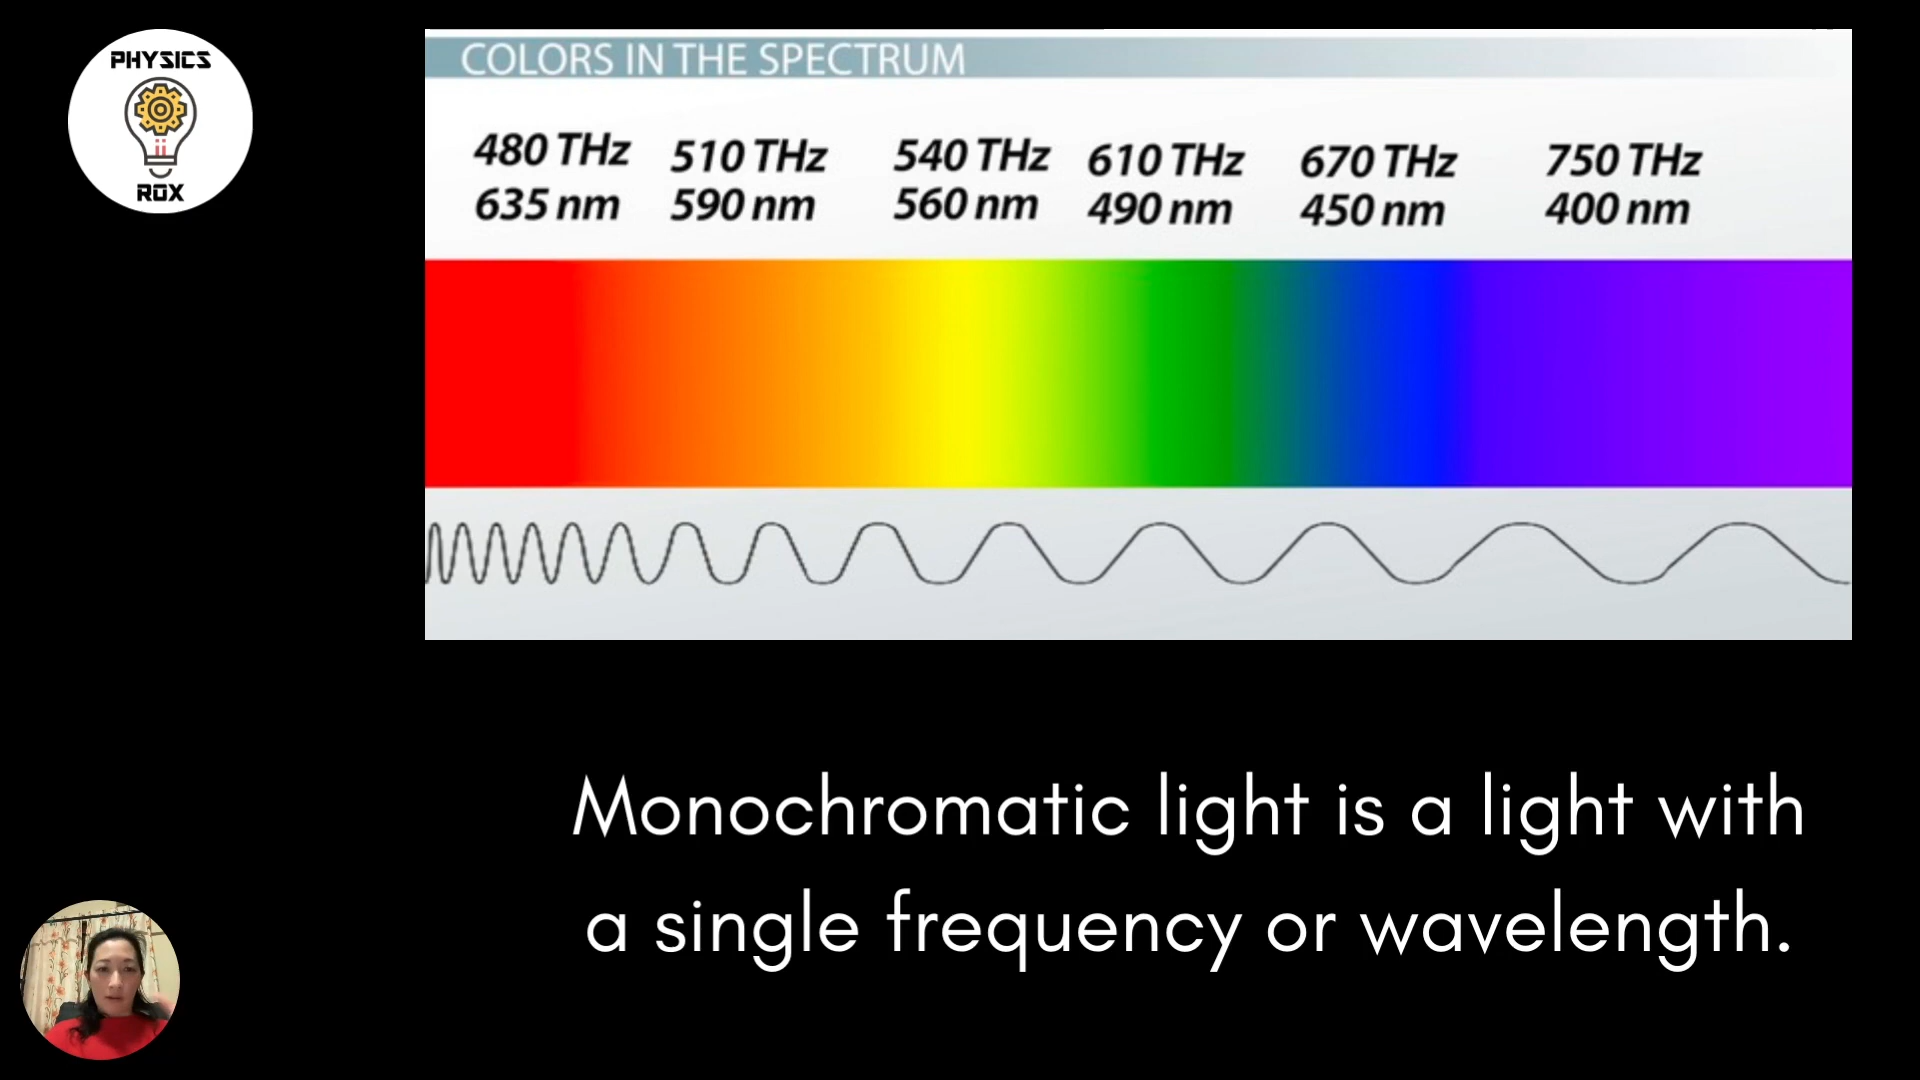 PHYSICS
ROX
COLORS IN THE SPECTRUM
480 THz 510 THz 540 THz 610 THz 670 THz 750 THz
635 nm 590 nm 560 nm 490 nm 450 nm 400 nm
Monochromatic light is a light with
a single frequency or wavelength.